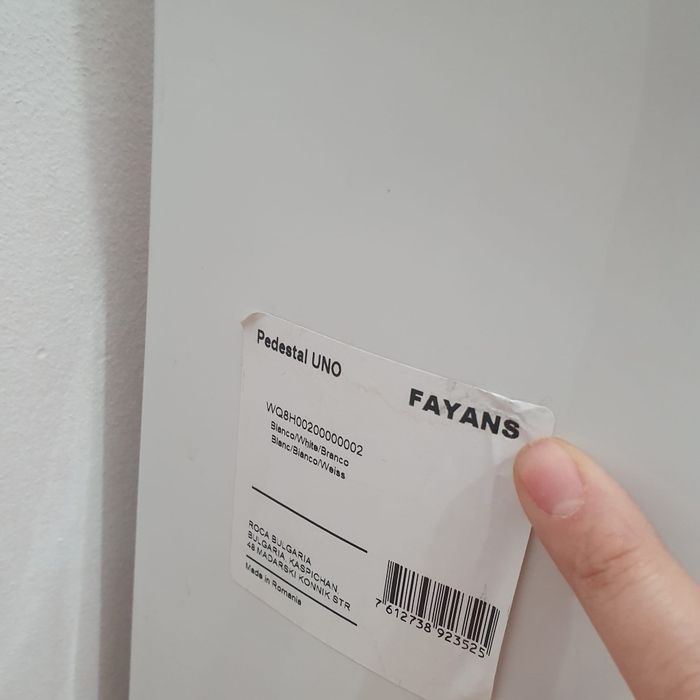 Pedestal UNO
FAYANS
WQ8H00200000002
Blanco/White/Branco
Blanc/Bianco/Weiss
ROCA BULGARIA
BULGARIA, KASPICHAN,
48 MADARSKI KONNIK STR
Made in Romania
7 612738 923525